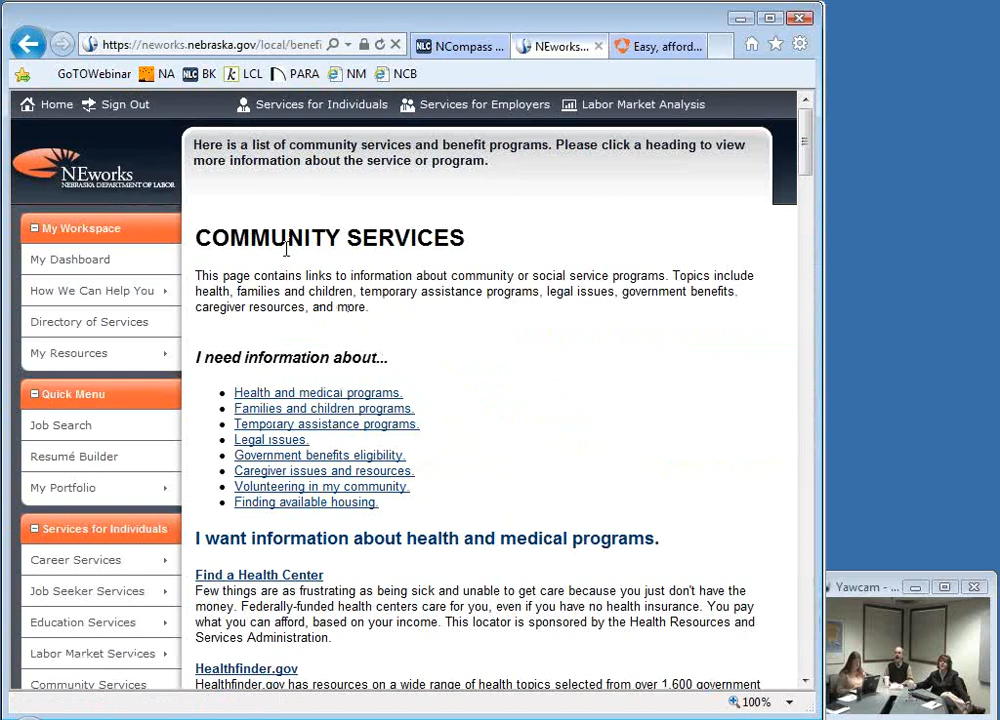 https://neworks.nebraska.gov/local/benefi
NCompass ...
NEworks...
Easy, afford...
GoTOWebinar
NA
NLC BK
k LCL
PARA
NM
NCB
Home
Sign Out
Services for Individuals
Services for Employers
Labor Market Analysis
NEworks
NEBRASKA DEPARTMENT OF LABOR
Here is a list of community services and benefit programs. Please click a heading to view
more information about the service or program.
My Workspace
My Dashboard
How We Can Help You
Directory of Services
My Resources
Quick Menu
Job Search
Resumé Builder
My Portfolio
Services for Individuals
Career Services
Job Seeker Services
Education Services
Labor Market Services
Community Services
COMMUNITY SERVICES
This page contains links to information about community or social service programs. Topics include
health, families and children, temporary assistance programs, legal issues, government benefits.
caregiver resources, and more.
I need information about...
Health and medical programs.
Families and children programs.
Temporary assistance programs.
Legal issues.
Government benefits eligibility.
Caregiver issues and resources.
Volunteering in my community.
Finding available housing.
I want information about health and medical programs.
Find a Health Center
Few things are as frustrating as being sick and unable to get care because you just don't have the
money. Federally-funded health centers care for you, even if you have no health insurance. You pay
what you can afford, based on your income. This locator is sponsored by the Health Resources and
Services Administration.
Healthfinder.gov
Healthfinder.gov has resources on a wide range of health topics selected from over 1,600 government
100%
Yawcam - ...